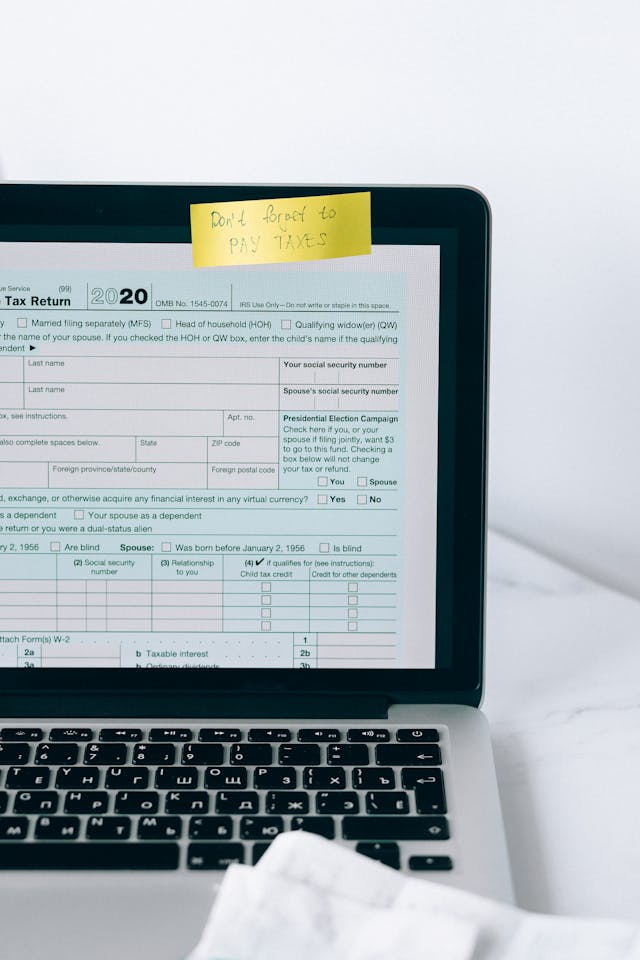 Don't forget to
PAY TAXES
ue Service (99)
Tax Return
2020
OMB No. 1545-0074
IRS Use Only—Do not write or staple in this space.
Married filing separately (MFS) Head of household (HOH) Qualifying widow(er) (QW)
the name of your spouse. If you checked the HOH or QW box, enter the child's name if the qualifying
endent ▶
Last name
Your social security number
Last name
Spouse's social security number
ox, see instructions.
Apt. no.
Presidential Election Campaign
Check here if you, or your
spouse if filing jointly, want $3
to go to this fund. Checking a
box below will not change
your tax or refund.
You Spouse
also complete spaces below.
State
ZIP code
Foreign province/state/county
Foreign postal code
d, exchange, or otherwise acquire any financial interest in any virtual currency? Yes No
s a dependent Your spouse as a dependent
e return or you were a dual-status alien
ry 2, 1956 Are blind Spouse: Was born before January 2, 1956 Is blind
(2) Social security
number
(3) Relationship
to you
(4) ✔ if qualifies for (see instructions):
Child tax credit Credit for other dependents
ttach Form(s) W-2 1
2a b Taxable interest 2b
3a b Ordinary dividends 3b